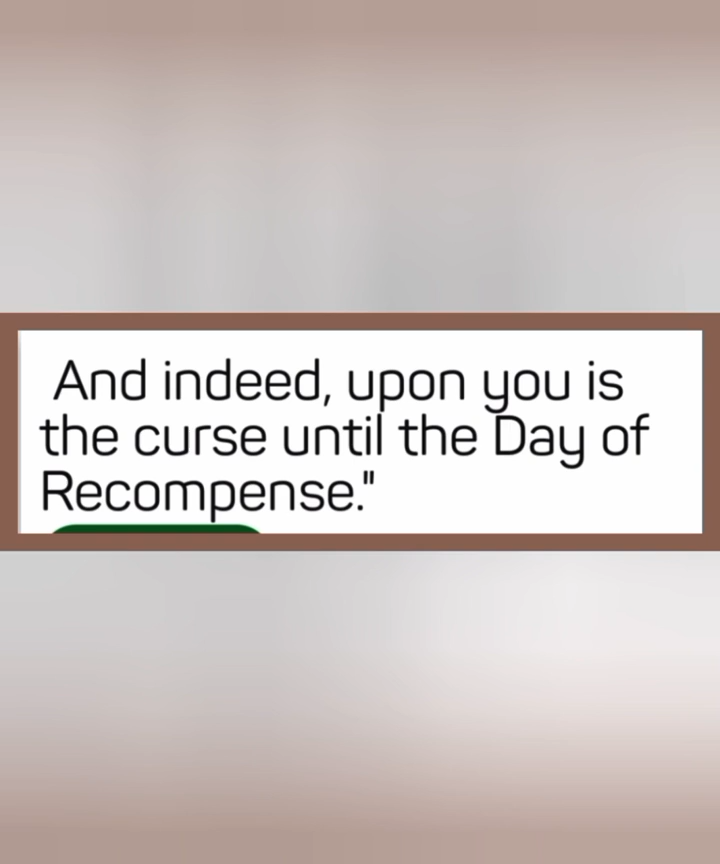 And indeed, upon you is
the curse until the Day of
Recompense."